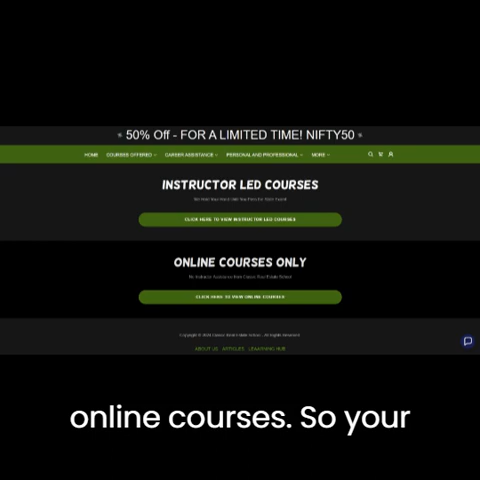 50% Off - FOR A LIMITED TIME! NIFTY50
HOME COURSES OFFERED CAREER ASSISTANCE PERSONAL AND PROFESSIONAL MORE
INSTRUCTOR LED COURSES
CLICK HERE TO VIEW INSTRUCTOR LED COURSES
ONLINE COURSES ONLY
CLICK HERE TO VIEW ONLINE COURSES
ABOUT US ARTICLES LEARNING HUB
online courses. So your